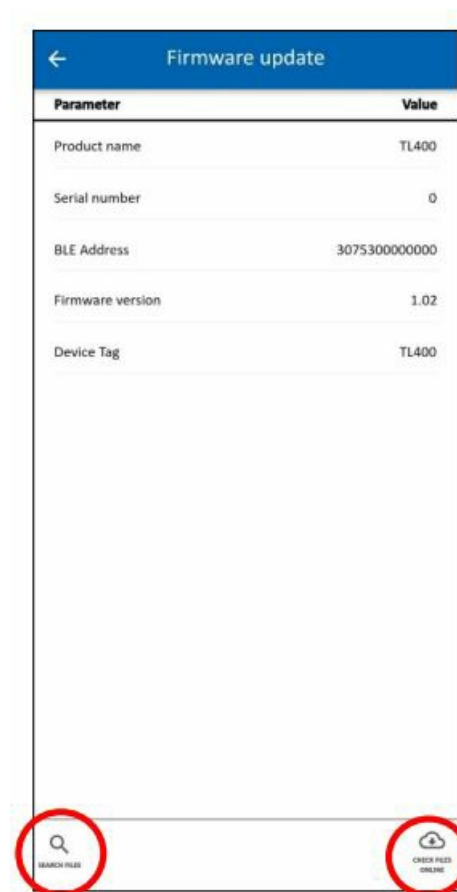 Firmware update
Parameter Value
Product name TL400
Serial number 0
BLE Address 3075300000000
Firmware version 1.02
Device Tag TL400
SEARCH FILES
CHECK FILES
ONLINE